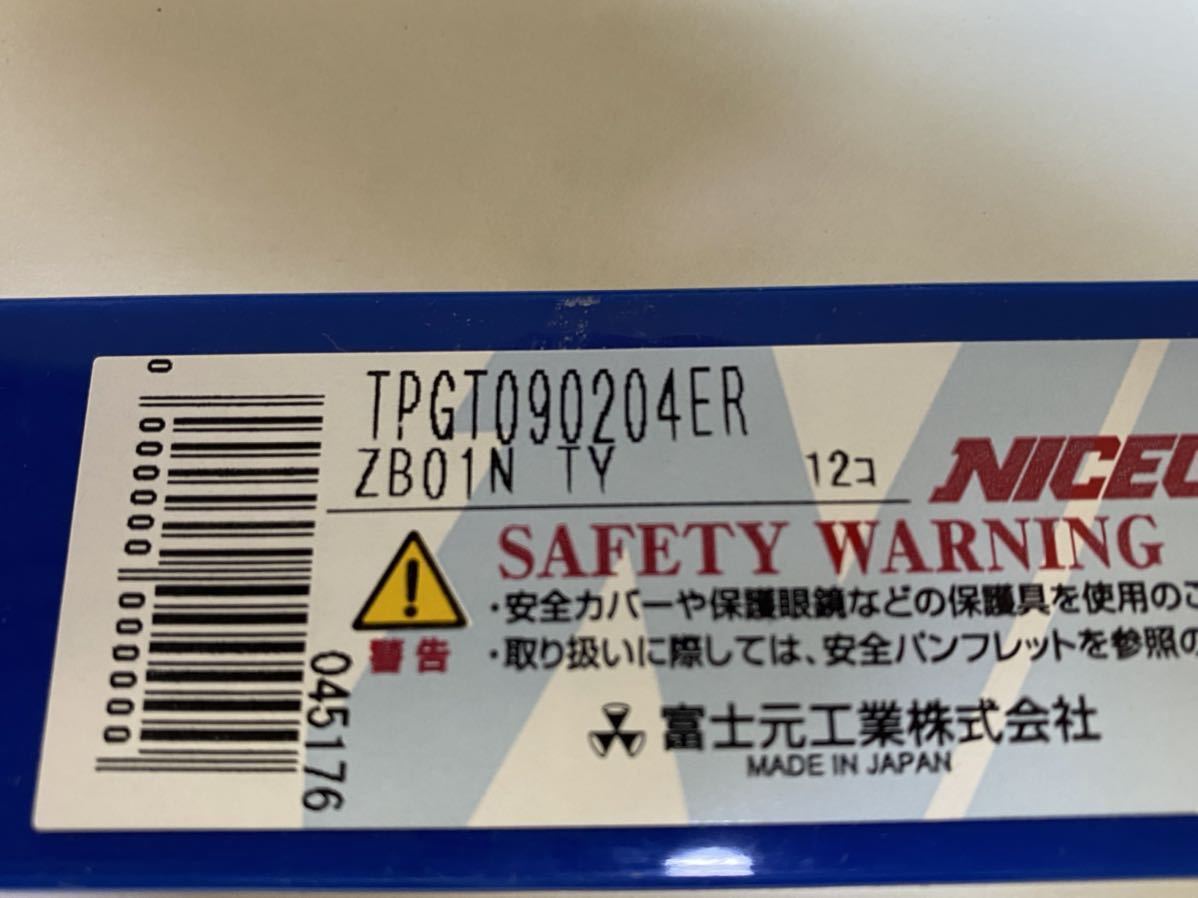 TPGT090204ER
ZB01N TY 12コ
NICEC
SAFETY WARNING
・安全カバーや保護眼鏡などの保護具を使用のこ
警告
・取り扱いに際しては、安全パンフレットを参照の
富士元工業株式会社
MADE IN JAPAN
0 000000 000000
045176